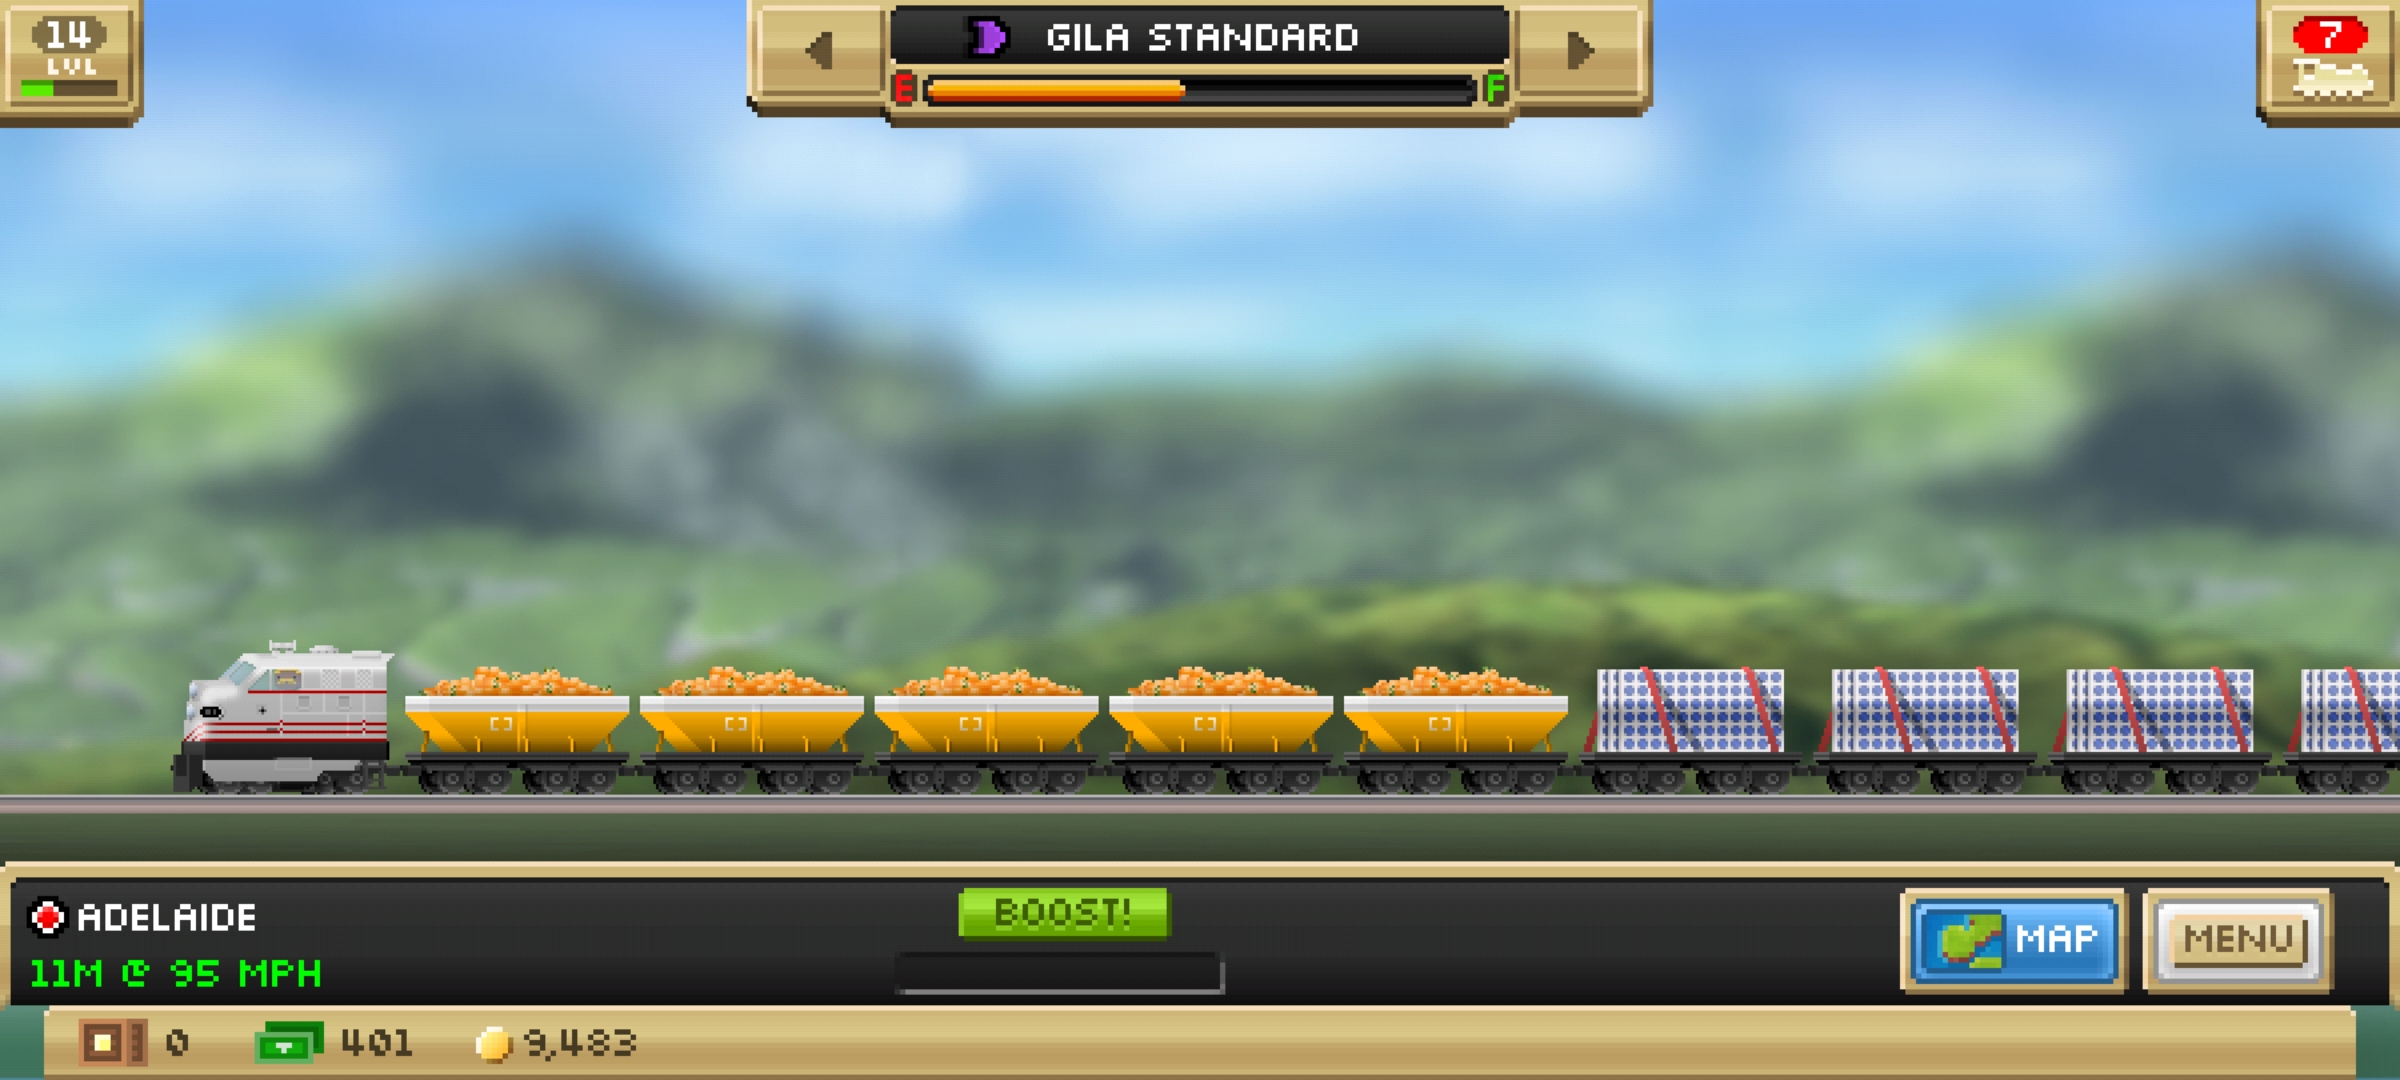 14
LVL
GILA STANDARD
E F
7
ADELAIDE
11M @ 95 MPH
BOOST!
MAP
MENU
0
401
9,483